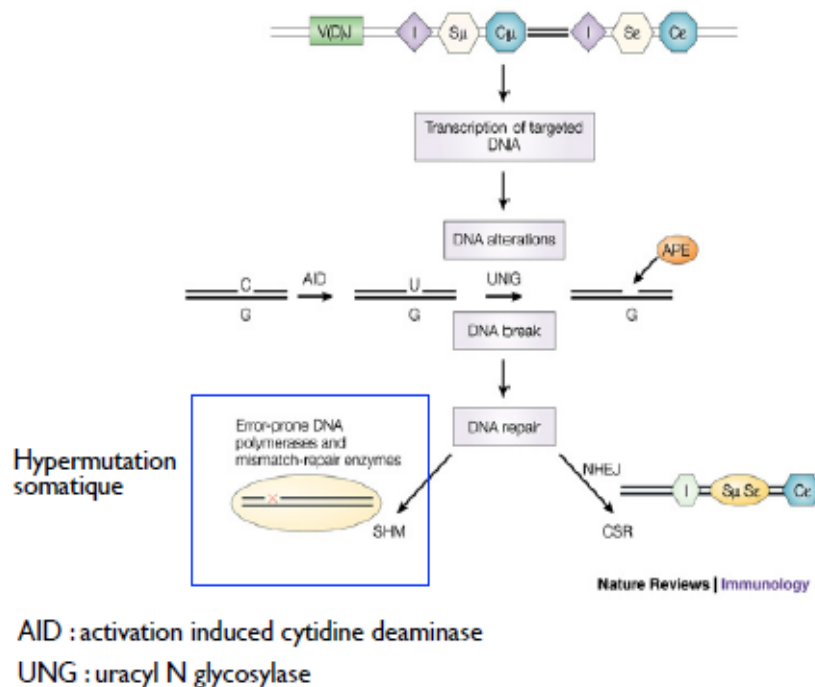 V(D)J I Sμ Cμ I Sε Cε
Transcription of targeted
DNA
DNA alterations
APE
C AID U UNG
G G G
DNA break
Error-prone DNA
polymerases and
mismatch-repair enzymes
DNA repair
Hypermutation
somatique
NHEJ
I Sμ Sε Cε
SHM CSR
Nature Reviews | Immunology
AID : activation induced cytidine deaminase
UNG : uracyl N glycosylase